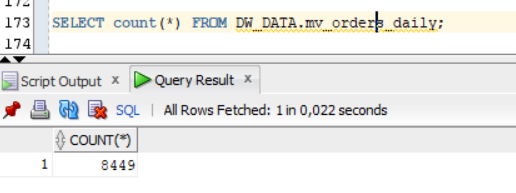 172
173 SELECT count(*) FROM DW_DATA.mv_orders_daily;
174
Script Output x Query Result x
SQL | All Rows Fetched: 1 in 0,022 seconds
COUNT(*)
1 8449